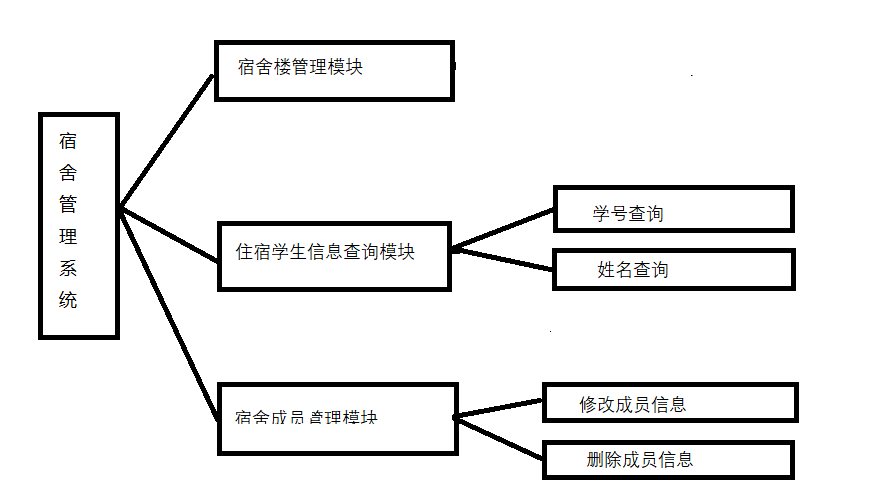 宿舍管理系统
宿舍楼管理模块
住宿学生信息查询模块
学号查询
姓名查询
宿舍成员管理模块
修改成员信息
删除成员信息